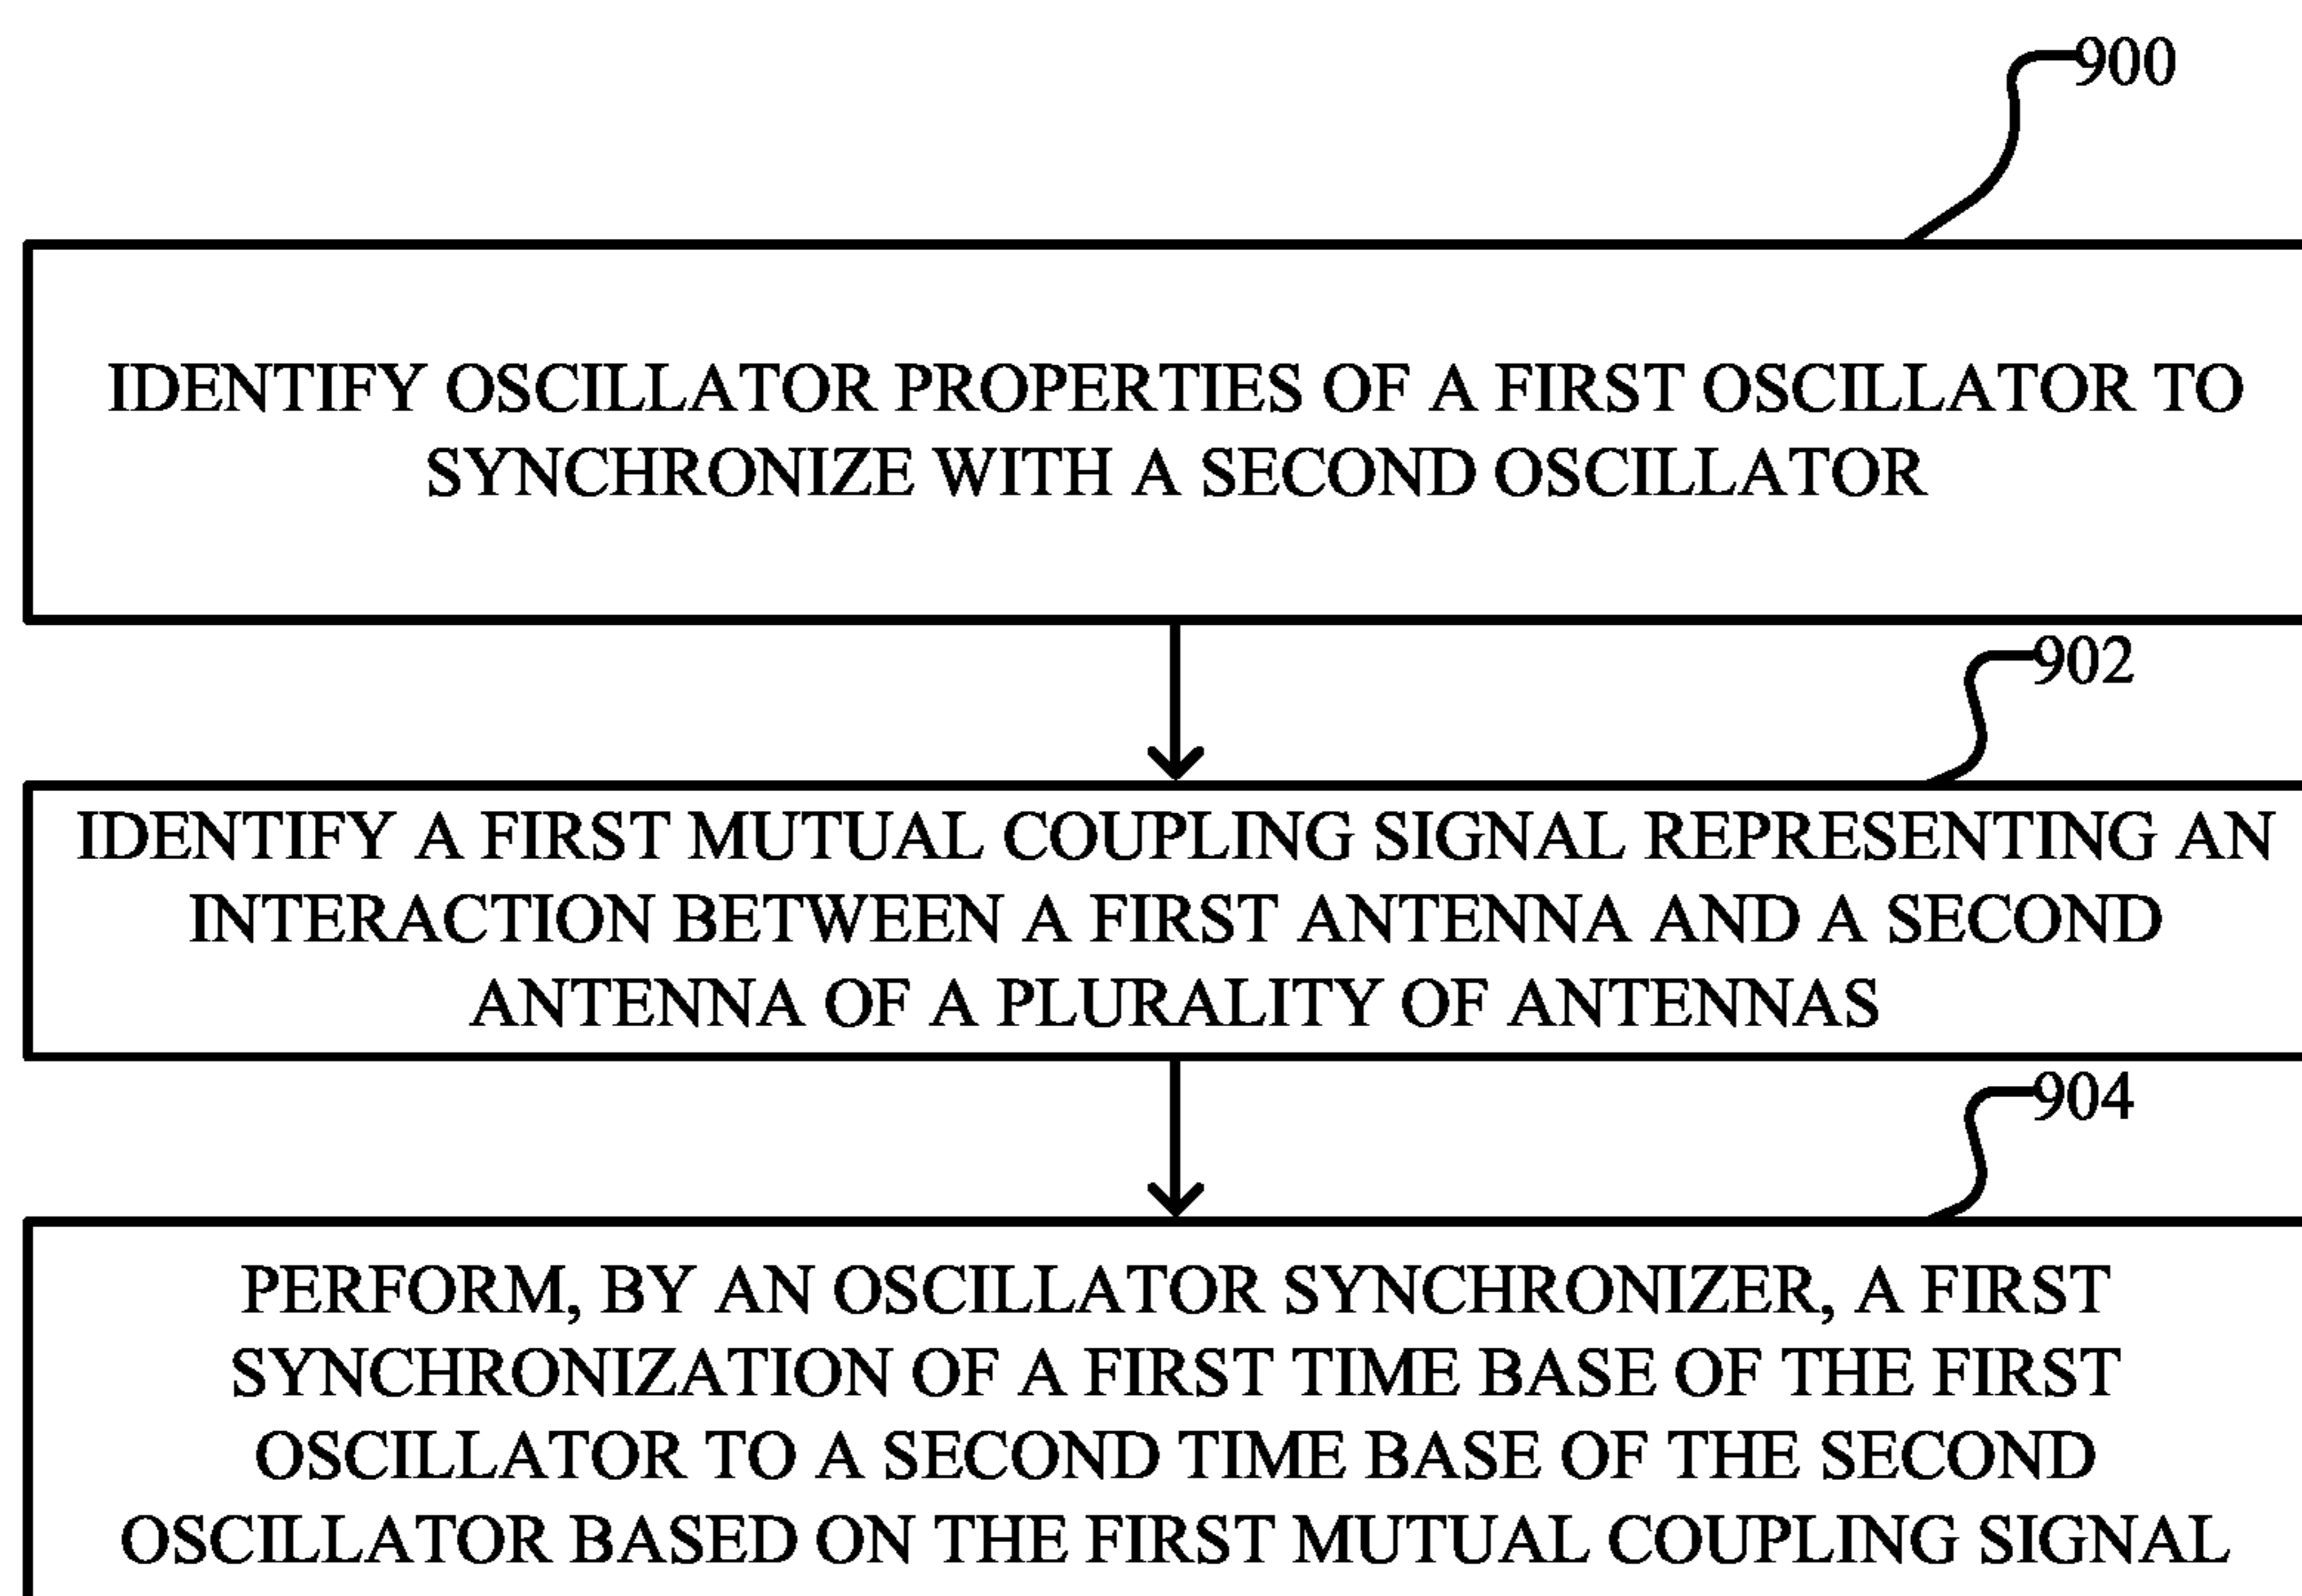 900
IDENTIFY OSCILLATOR PROPERTIES OF A FIRST OSCILLATOR TO
SYNCHRONIZE WITH A SECOND OSCILLATOR
902
IDENTIFY A FIRST MUTUAL COUPLING SIGNAL REPRESENTING AN
INTERACTION BETWEEN A FIRST ANTENNA AND A SECOND
ANTENNA OF A PLURALITY OF ANTENNAS
904
PERFORM, BY AN OSCILLATOR SYNCHRONIZER, A FIRST
SYNCHRONIZATION OF A FIRST TIME BASE OF THE FIRST
OSCILLATOR TO A SECOND TIME BASE OF THE SECOND
OSCILLATOR BASED ON THE FIRST MUTUAL COUPLING SIGNAL